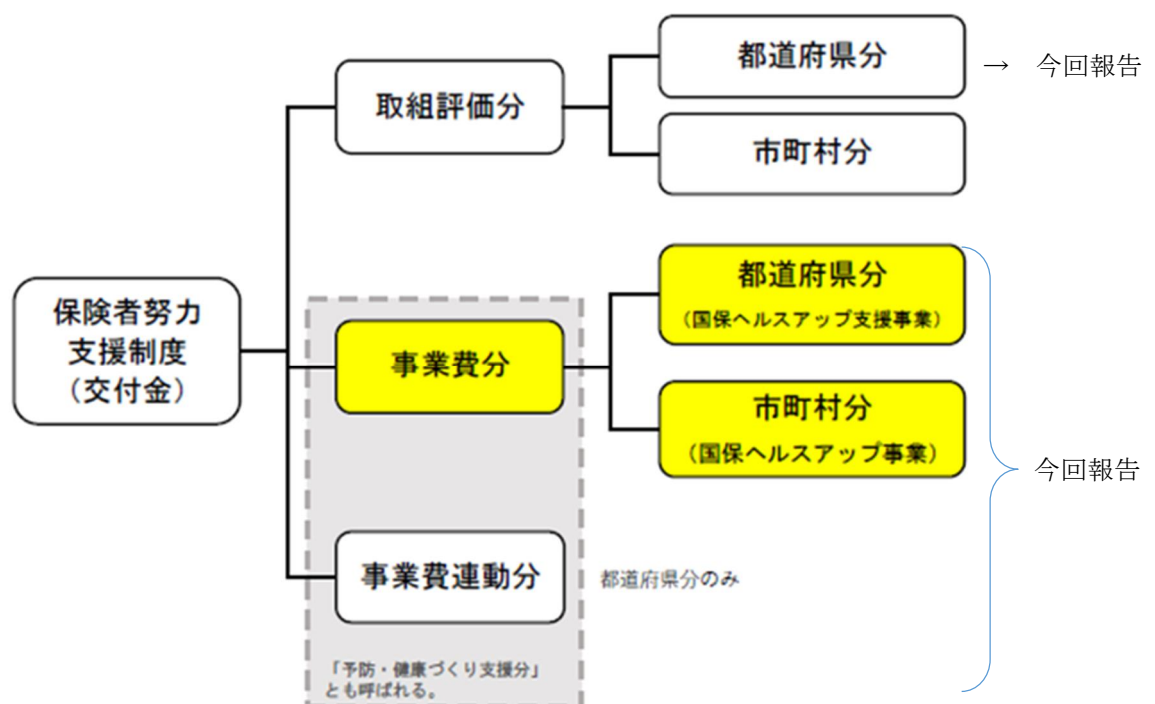 都道府県分
→ 今回報告
取組評価分
市町村分
都道府県分
(国保ヘルスアップ支援事業)
保険者努力
支援制度
(交付金)
事業費分
市町村分
(国保ヘルスアップ事業)
今回報告
事業費連動分
都道府県分のみ
「予防・健康づくり支援分」
とも呼ばれる。